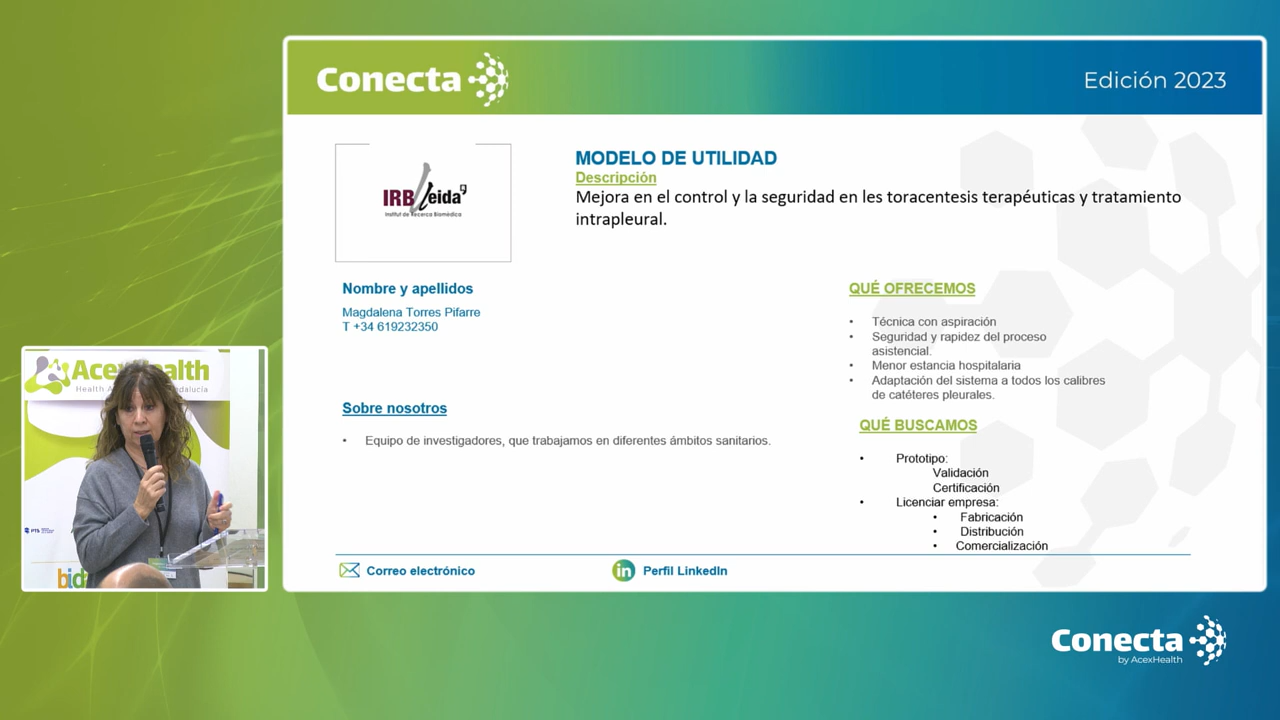 Conecta
Edición 2023
IRBLleida
Institut de Recerca Biomèdica
MODELO DE UTILIDAD
Descripción
Mejora en el control y la seguridad en les toracentesis terapéuticas y tratamiento
intrapleural.
Nombre y apellidos
Magdalena Torres Pifarre
T +34 619232350
Sobre nosotros
• Equipo de investigadores, que trabajamos en diferentes ámbitos sanitarios.
QUÉ OFRECEMOS
• Técnica con aspiración
• Seguridad y rapidez del proceso
asistencial.
• Menor estancia hospitalaria
• Adaptación del sistema a todos los calibres
de catéteres pleurales.
QUÉ BUSCAMOS
• Prototipo:
Validación
Certificación
• Licenciar empresa:
• Fabricación
• Distribución
• Comercialización
Correo electrónico
in Perfil LinkedIn
AcexHealth
Health
PTS
bid
Conecta
by AcexHealth